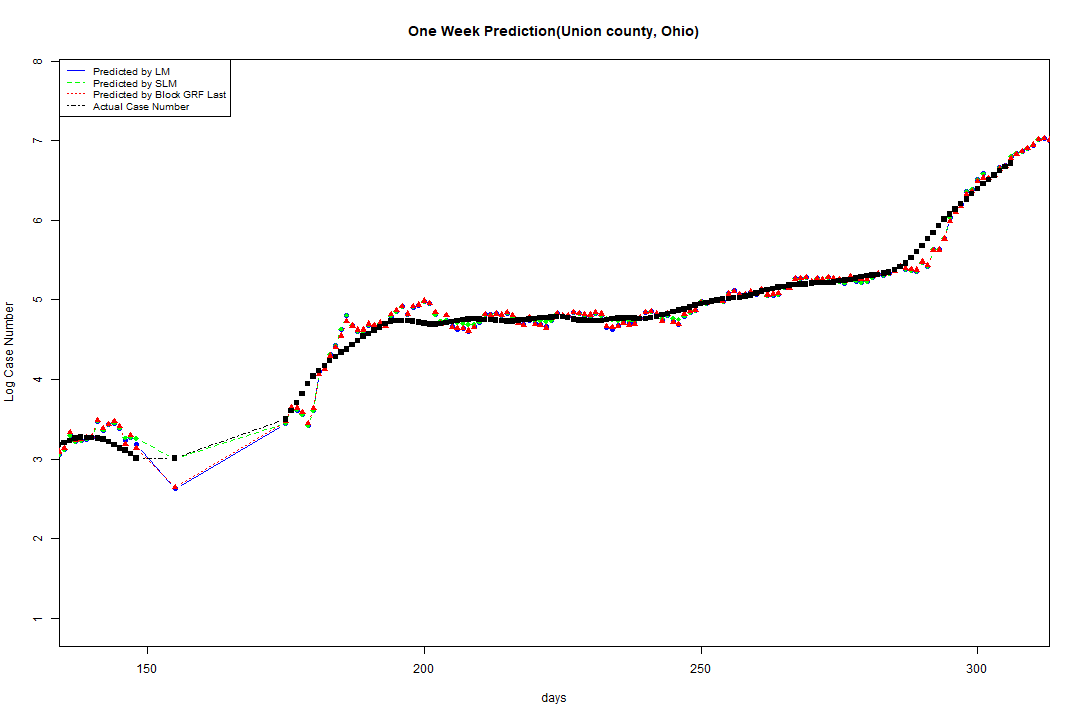 One Week Prediction(Union county, Ohio)
Predicted by LM
Predicted by SLM
Predicted by Block GRF Last
Actual Case Number
8
7
6
5
4
3
2
1
Log Case Number
150 200 250 300
days